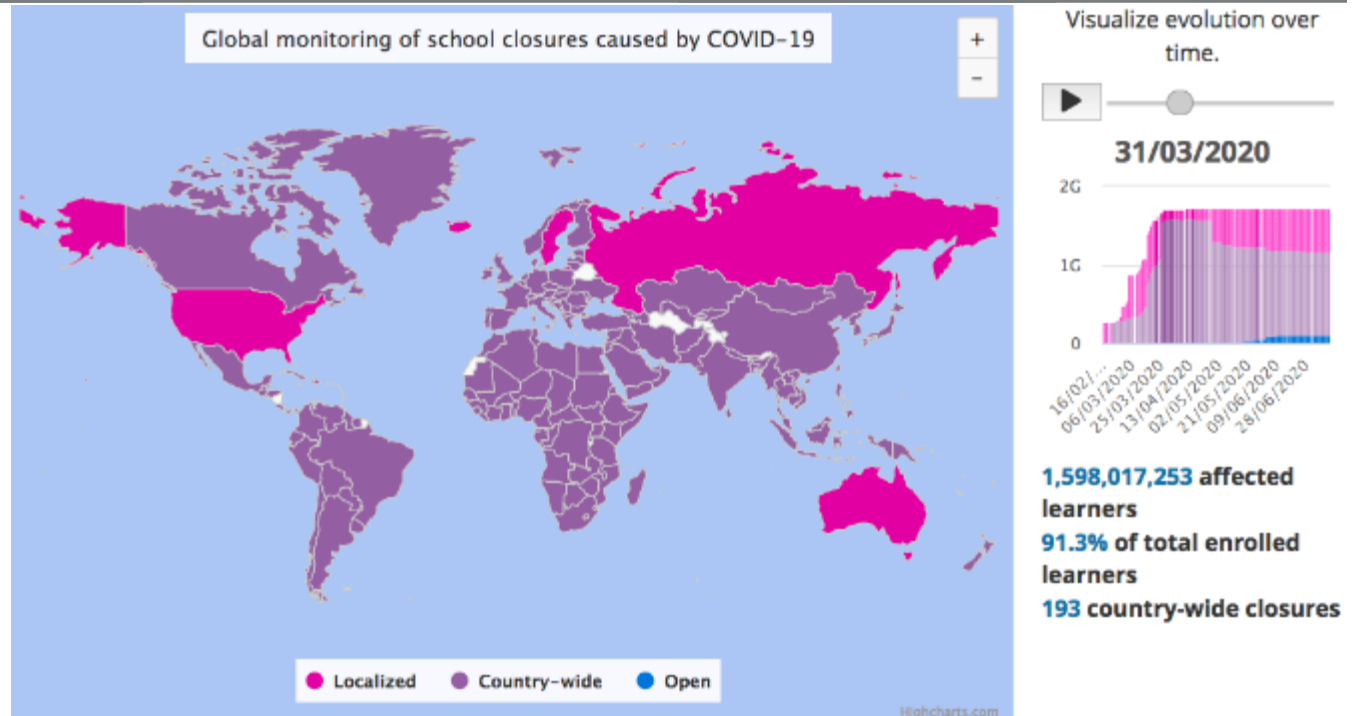 Global monitoring of school closures caused by COVID-19
+
-
Localized
Country-wide
Open
Highcharts.com
Visualize evolution over
time.
31/03/2020
2G
1G
0
16/02/...
06/03/2020
25/03/2020
13/04/2020
02/05/2020
21/05/2020
09/06/2020
28/06/2020
1,598,017,253 affected
learners
91.3% of total enrolled
learners
193 country-wide closures